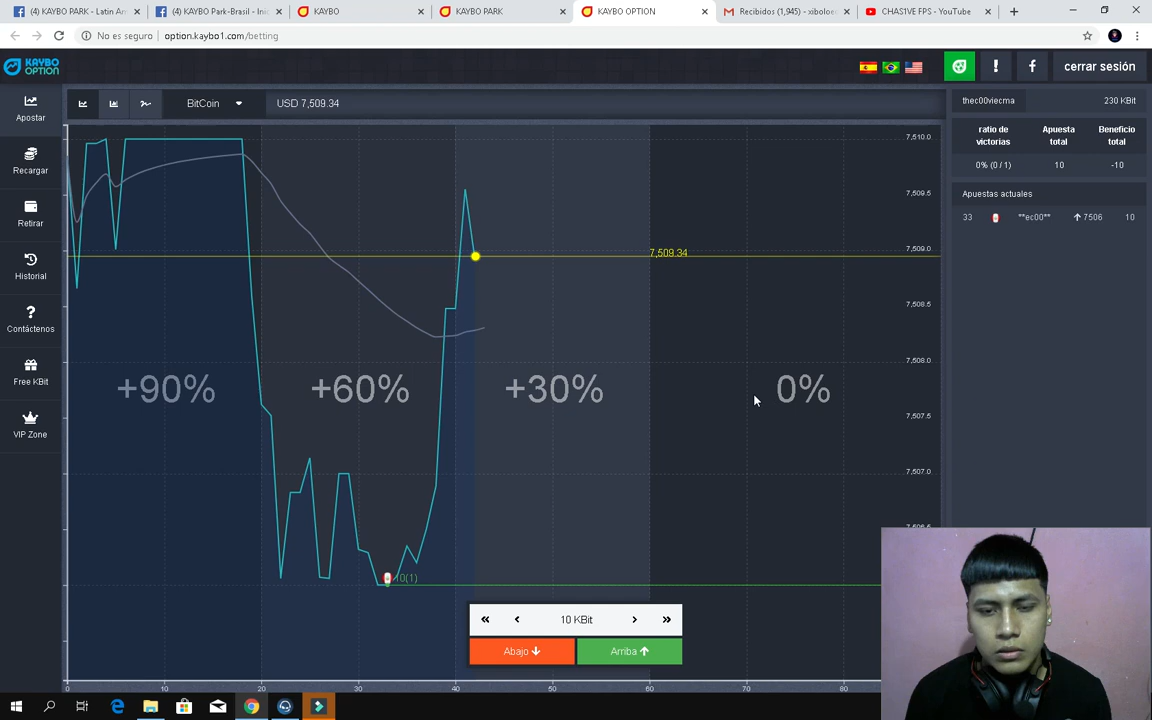 (4) KAYBO PARK - Latin Am
(4) KAYBO Park-Brasil - Inic
KAYBO
KAYBO PARK
KAYBO OPTION
Recibidos (1,945) - xiboloec
CHAS1VE FPS - YouTube
No es seguro
option.kaybo1.com/betting
KAYBO
OPTION
cerrar sesión
Apostar
Recargar
Retirar
Historial
Contáctenos
Free KBit
VIP Zone
BitCoin
USD 7,509.34
7,510.0
7,509.5
7,509.0
7,508.5
7,508.0
7,507.5
7,507.0
7,509.34
+90%
+60%
+30%
0%
10(1)
10 KBit
Abajo
Arriba
0 10 20 30 40 50 60 70 80
thec00viecma
230 KBit
ratio de victorias
Apuesta total
Beneficio total
0% (0 / 1)
10
-10
Apuestas actuales
33 **ec00** 7506 10